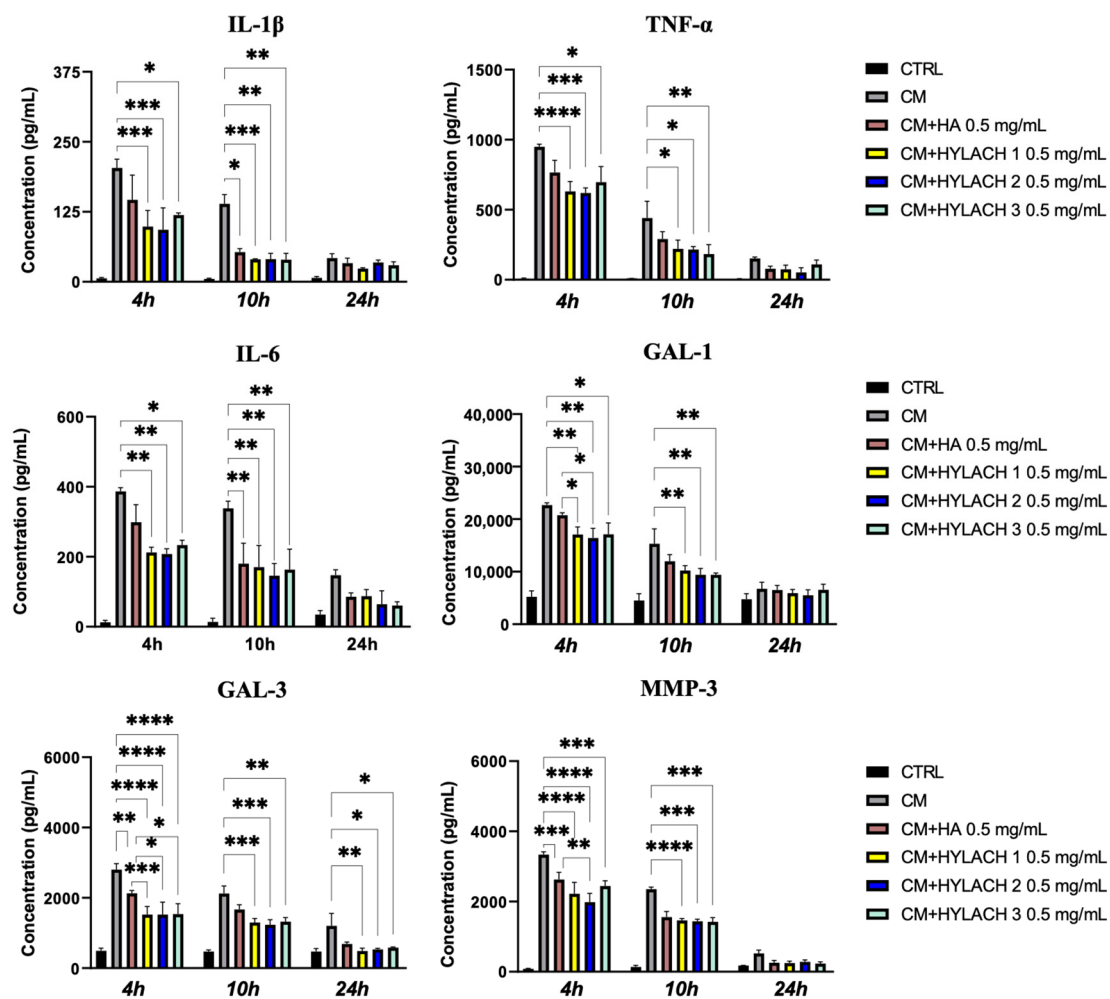 IL-1β
Concentration (pg/mL)
375
250
125
0
* *** *** ** ** *** *
4h 10h 24h
TNF-α
Concentration (pg/mL)
1500
1000
500
0
* *** **** ** * *
4h 10h 24h
CTRL
CM
CM+HA 0.5 mg/mL
CM+HYLACH 1 0.5 mg/mL
CM+HYLACH 2 0.5 mg/mL
CM+HYLACH 3 0.5 mg/mL
IL-6
Concentration (pg/mL)
600
400
200
0
* ** ** ** ** ** **
4h 10h 24h
GAL-1
Concentration (pg/mL)
40,000
30,000
20,000
10,000
0
* ** ** * * ** ** **
4h 10h 24h
CTRL
CM
CM+HA 0.5 mg/mL
CM+HYLACH 1 0.5 mg/mL
CM+HYLACH 2 0.5 mg/mL
CM+HYLACH 3 0.5 mg/mL
GAL-3
Concentration (pg/mL)
6000
4000
2000
0
**** **** **** ** * * *** ** *** *** * * **
4h 10h 24h
MMP-3
Concentration (pg/mL)
6000
4000
2000
0
*** **** **** *** ** *** *** ****
4h 10h 24h
CTRL
CM
CM+HA 0.5 mg/mL
CM+HYLACH 1 0.5 mg/mL
CM+HYLACH 2 0.5 mg/mL
CM+HYLACH 3 0.5 mg/mL